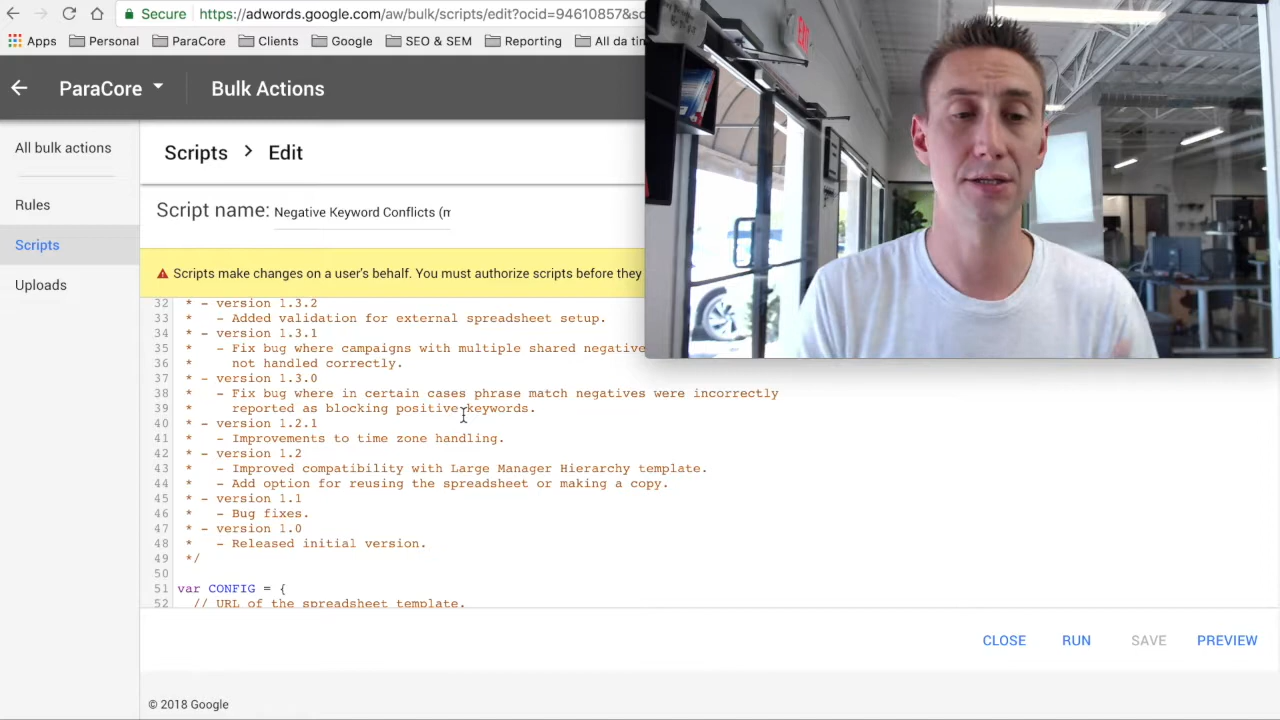 Secure https://adwords.google.com/aw/bulk/scripts/edit?ocid=94610857&sc
Apps Personal ParaCore Clients Google SEO & SEM Reporting All da tin
EXIT
ParaCore Bulk Actions
All bulk actions
Rules
Scripts
Uploads
Scripts > Edit
Script name: Negative Keyword Conflicts (m
Scripts make changes on a user's behalf. You must authorize scripts before they
32 * - version 1.3.2
33 *   - Added validation for external spreadsheet setup.
34 * - version 1.3.1
35 *   - Fix bug where campaigns with multiple shared negative
36 *     not handled correctly.
37 * - version 1.3.0
38 *   - Fix bug where in certain cases phrase match negatives were incorrectly
39 *     reported as blocking positive keywords.
40 * - version 1.2.1
41 *   - Improvements to time zone handling.
42 * - version 1.2
43 *   - Improved compatibility with Large Manager Hierarchy template.
44 *   - Add option for reusing the spreadsheet or making a copy.
45 * - version 1.1
46 *   - Bug fixes.
47 * - version 1.0
48 *   - Released initial version.
49 */
50
51 var CONFIG = {
52   // URL of the spreadsheet template.
CLOSE RUN SAVE PREVIEW
© 2018 Google